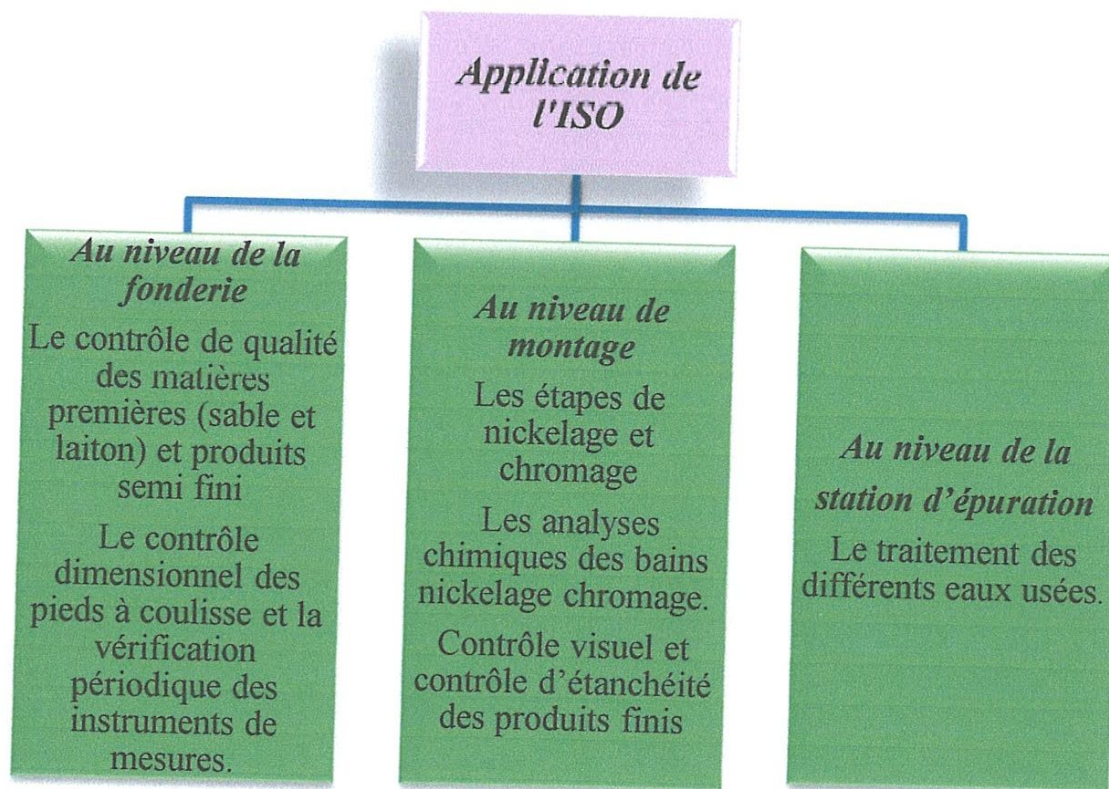 Application de
l'ISO
Au niveau de la
fonderie
Le contrôle de qualité
des matières
premières (sable et
laiton) et produits
semi fini
Le contrôle
dimensionnel des
pieds à coulisse et la
vérification
périodique des
instruments de
mesures.
Au niveau de
montage
Les étapes de
nickelage et
chromage
Les analyses
chimiques des bains
nickelage chromage.
Contrôle visuel et
contrôle d'étanchéité
des produits finis
Au niveau de la
station d'épuration
Le traitement des
différents eaux usées.